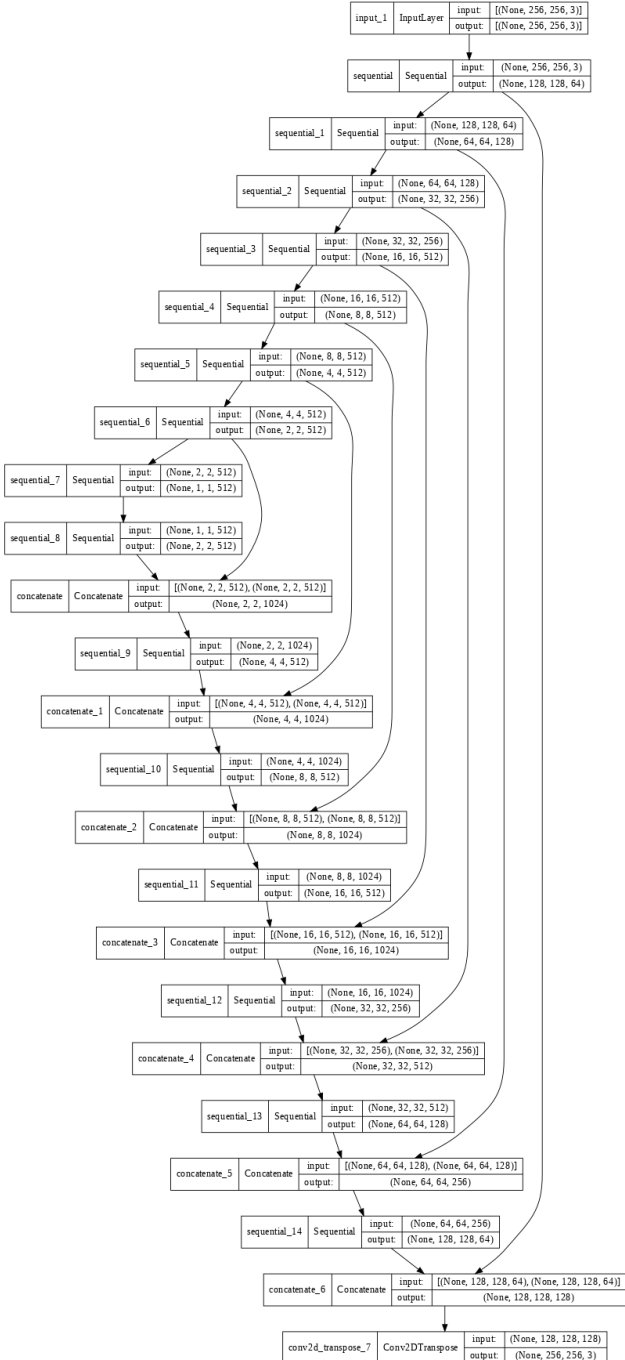 input_1 InputLayer input: [(None, 256, 256, 3)]
output: [(None, 256, 256, 3)]
sequential Sequential input: (None, 256, 256, 3)
output: (None, 128, 128, 64)
sequential_1 Sequential input: (None, 128, 128, 64)
output: (None, 64, 64, 128)
sequential_2 Sequential input: (None, 64, 64, 128)
output: (None, 32, 32, 256)
sequential_3 Sequential input: (None, 32, 32, 256)
output: (None, 16, 16, 512)
sequential_4 Sequential input: (None, 16, 16, 512)
output: (None, 8, 8, 512)
sequential_5 Sequential input: (None, 8, 8, 512)
output: (None, 4, 4, 512)
sequential_6 Sequential input: (None, 4, 4, 512)
output: (None, 2, 2, 512)
sequential_7 Sequential input: (None, 2, 2, 512)
output: (None, 1, 1, 512)
sequential_8 Sequential input: (None, 1, 1, 512)
output: (None, 2, 2, 512)
concatenate Concatenate input: [(None, 2, 2, 512), (None, 2, 2, 512)]
output: (None, 2, 2, 1024)
sequential_9 Sequential input: (None, 2, 2, 1024)
output: (None, 4, 4, 512)
concatenate_1 Concatenate input: [(None, 4, 4, 512), (None, 4, 4, 512)]
output: (None, 4, 4, 1024)
sequential_10 Sequential input: (None, 4, 4, 1024)
output: (None, 8, 8, 512)
concatenate_2 Concatenate input: [(None, 8, 8, 512), (None, 8, 8, 512)]
output: (None, 8, 8, 1024)
sequential_11 Sequential input: (None, 8, 8, 1024)
output: (None, 16, 16, 512)
concatenate_3 Concatenate input: [(None, 16, 16, 512), (None, 16, 16, 512)]
output: (None, 16, 16, 1024)
sequential_12 Sequential input: (None, 16, 16, 1024)
output: (None, 32, 32, 256)
concatenate_4 Concatenate input: [(None, 32, 32, 256), (None, 32, 32, 256)]
output: (None, 32, 32, 512)
sequential_13 Sequential input: (None, 32, 32, 512)
output: (None, 64, 64, 128)
concatenate_5 Concatenate input: [(None, 64, 64, 128), (None, 64, 64, 128)]
output: (None, 64, 64, 256)
sequential_14 Sequential input: (None, 64, 64, 256)
output: (None, 128, 128, 64)
concatenate_6 Concatenate input: [(None, 128, 128, 64), (None, 128, 128, 64)]
output: (None, 128, 128, 128)
conv2d_transpose_7 Conv2DTranspose input: (None, 128, 128, 128)
output: (None, 256, 256, 3)